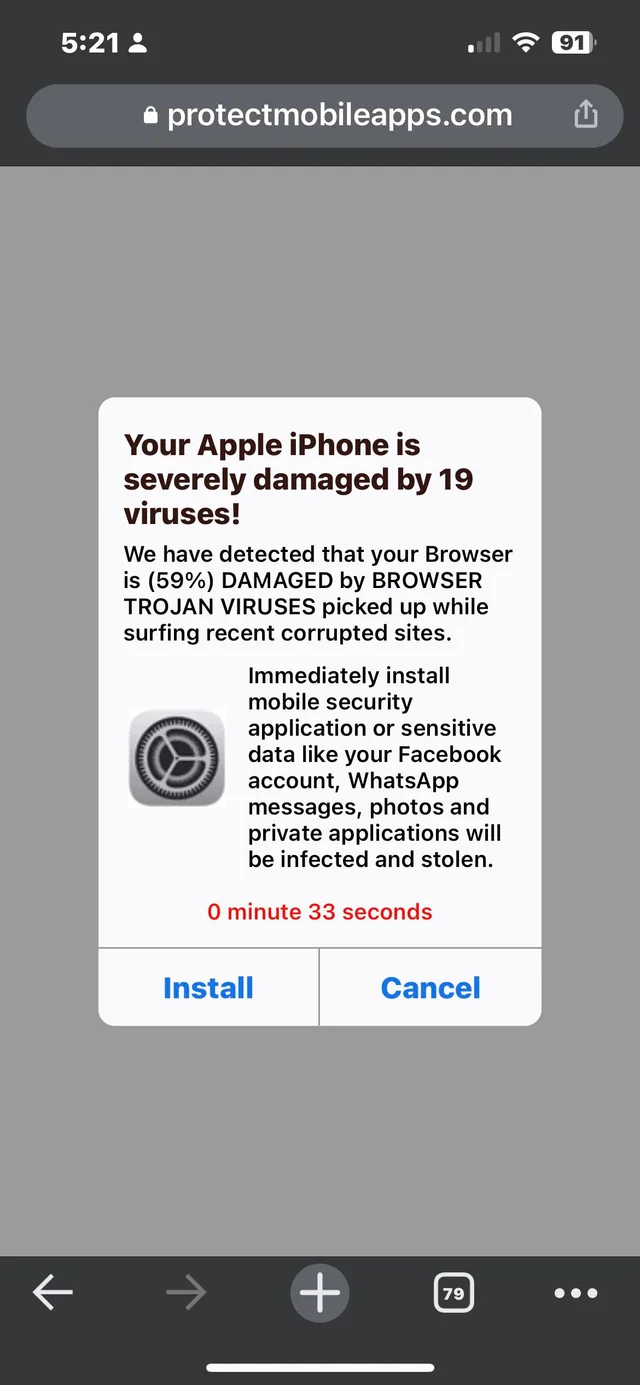 5:21
91
protectmobileapps.com
Your Apple iPhone is
severely damaged by 19
viruses!
We have detected that your Browser
is (59%) DAMAGED by BROWSER
TROJAN VIRUSES picked up while
surfing recent corrupted sites.
Immediately install
mobile security
application or sensitive
data like your Facebook
account, WhatsApp
messages, photos and
private applications will
be infected and stolen.
0 minute 33 seconds
Install
Cancel
79